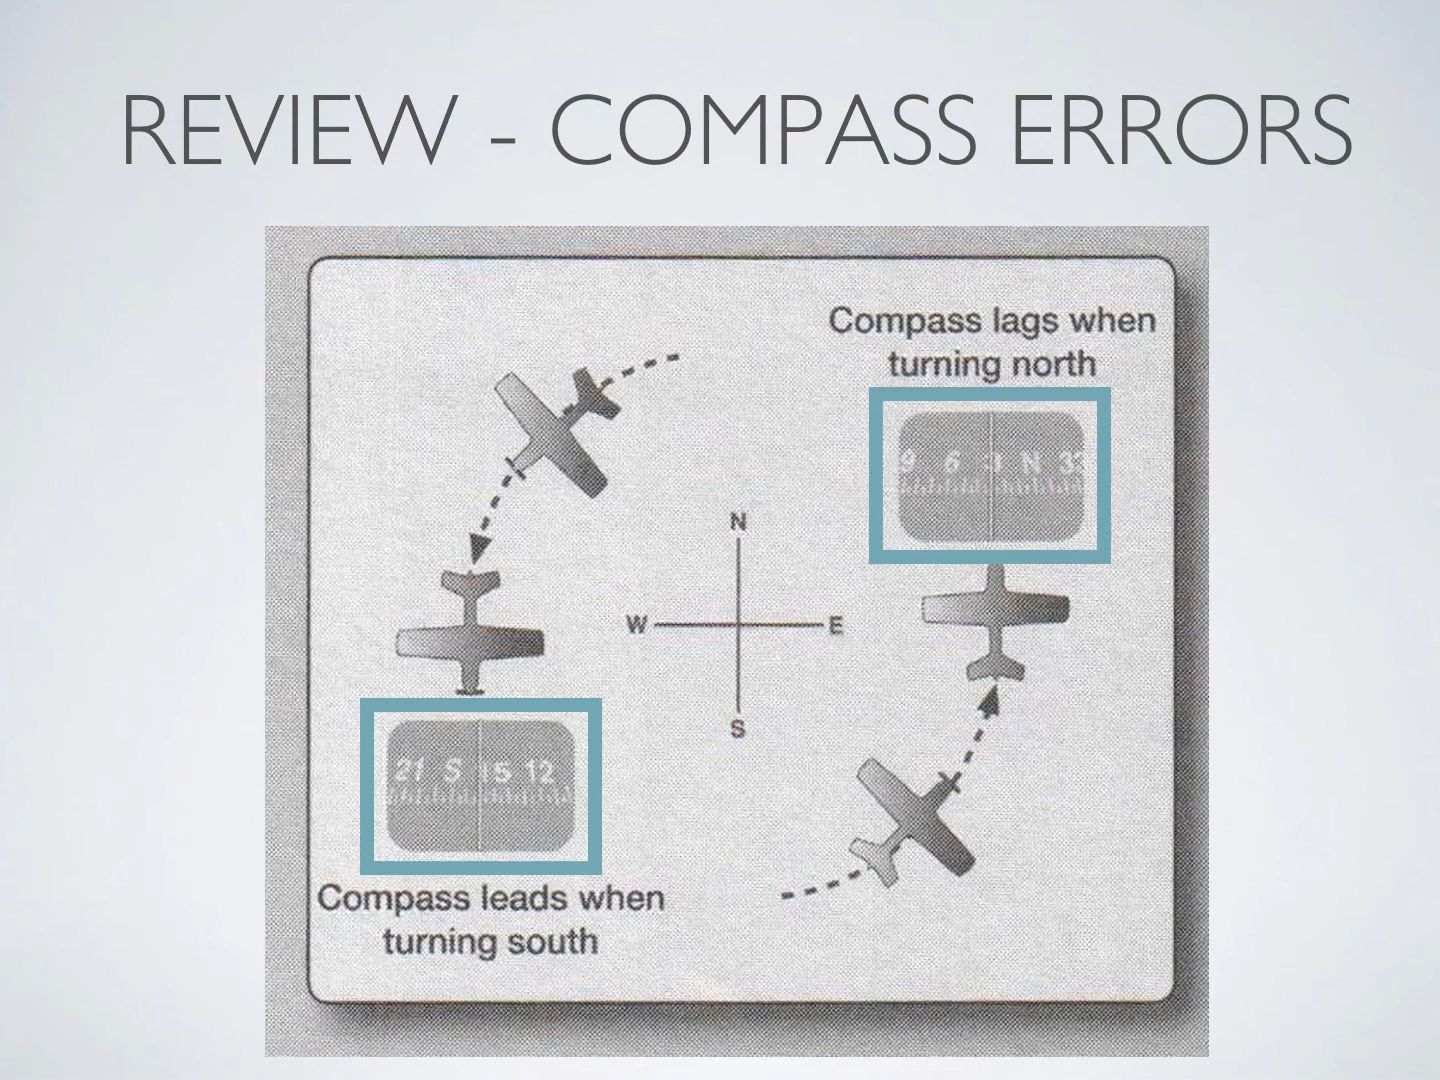 REVIEW - COMPASS ERRORS
Compass lags when
turning north
9 6 3 N 33
N
W E
S
21 S 15 12
Compass leads when
turning south